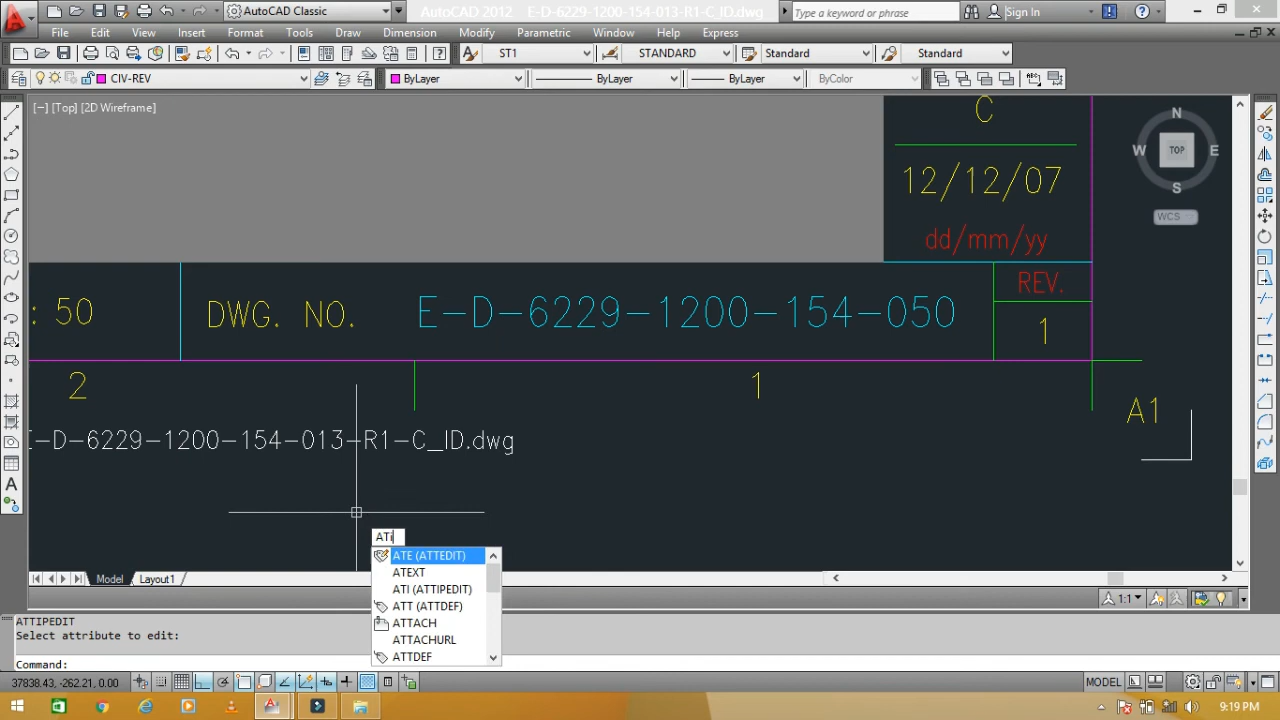 AutoCAD Classic
AutoCAD 2012 E-D-6229-1200-154-013-R1-C_ID.dwg
Type a keyword or phrase
Sign In
File Edit View Insert Format Tools Draw Dimension Modify Parametric Window Help Express
ST1 STANDARD Standard Standard
CIV-REV ByLayer ByLayer ByLayer ByColor
[−] [Top] [2D Wireframe]
C
12/12/07
dd/mm/yy
N
W TOP E
S
WCS
: 50 DWG. NO. E-D-6229-1200-154-050 REV.
1
2 1
A1
E-D-6229-1200-154-013-R1-C_ID.dwg
ATi
ATE (ATTEDIT)
ATEXT
ATI (ATTIPEDIT)
ATT (ATTDEF)
ATTACH
ATTACHURL
ATTDEF
Model Layout1
1:1
ATTIPEDIT
Select attribute to edit:
Command:
37838.43, -262.21, 0.00
MODEL
9:19 PM